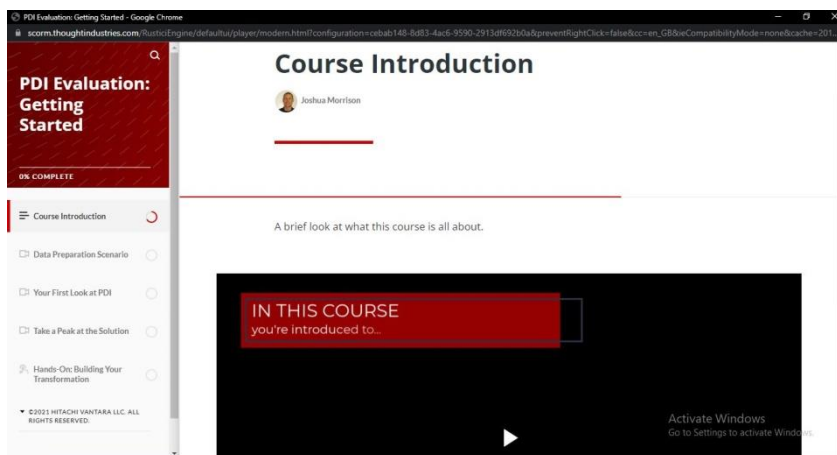 PDI Evaluation: Getting Started - Google Chrome
scorm.thoughtindustries.com/RusticiEngine/defaultui/player/modern.html?configuration=cebab148-8d83-4ac6-9590-2913df692b0a&preventRightClick=false&cc=en_GB&ieCompatibilityMode=none&cache=201...
PDI Evaluation:
Getting
Started
0% COMPLETE
Course Introduction
Data Preparation Scenario
Your First Look at PDI
Take a Peak at the Solution
Hands-On: Building Your
Transformation
©2021 HITACHI VANTARA LLC. ALL
RIGHTS RESERVED.
Course Introduction
Joshua Morrison
A brief look at what this course is all about.
IN THIS COURSE
you're introduced to...
Activate Windows
Go to Settings to activate Windows.